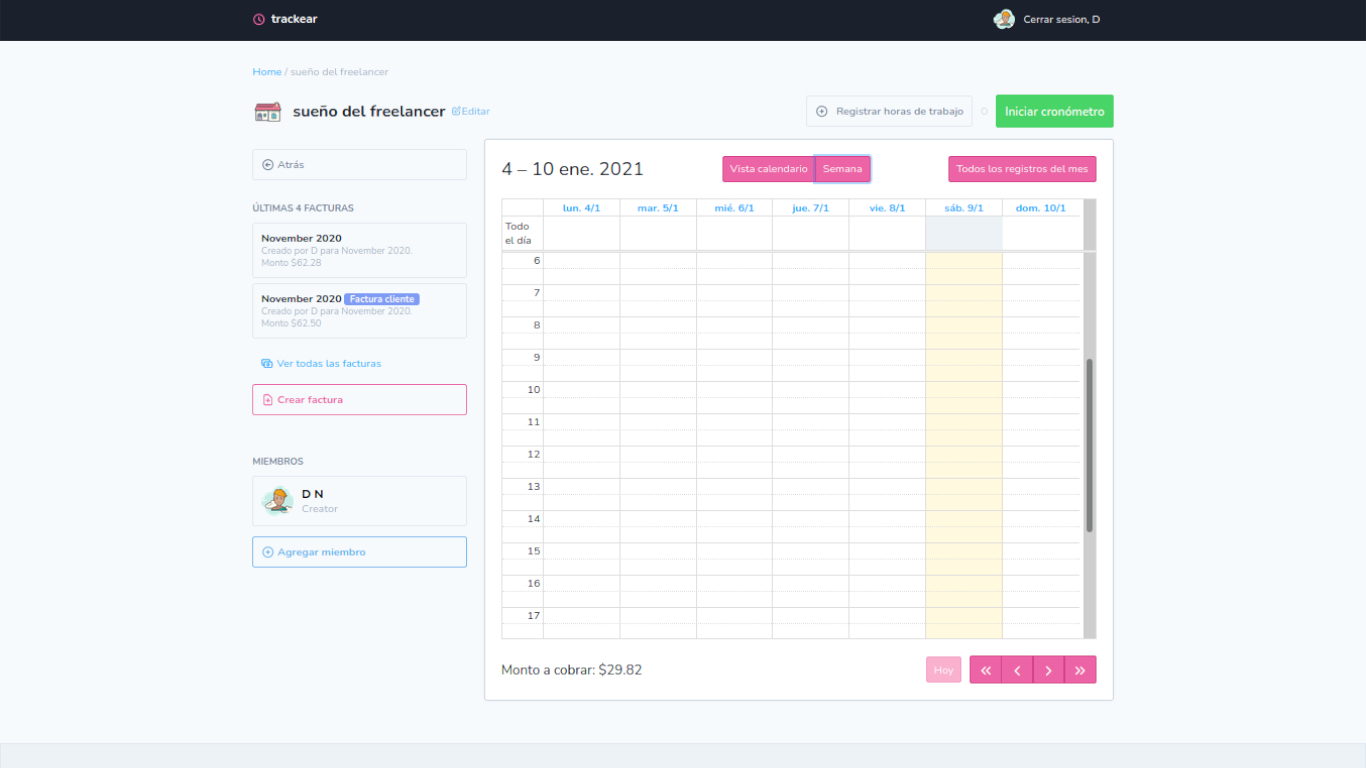 trackear
Cerrar sesion, D
Home / sueño del freelancer
sueño del freelancer Editar
Registrar horas de trabajo
Iniciar cronómetro
Atrás
ÚLTIMAS 4 FACTURAS
November 2020
Creado por D para November 2020.
Monto $62.28
November 2020 Factura cliente
Creado por D para November 2020.
Monto $62.50
Ver todas las facturas
Crear factura
MIEMBROS
D N
Creator
Agregar miembro
4 – 10 ene. 2021
Vista calendario Semana
Todos los registros del mes
lun. 4/1 mar. 5/1 mié. 6/1 jue. 7/1 vie. 8/1 sáb. 9/1 dom. 10/1
Todo
el día
6
7
8
9
10
11
12
13
14
15
16
17
Monto a cobrar: $29.82
Hoy